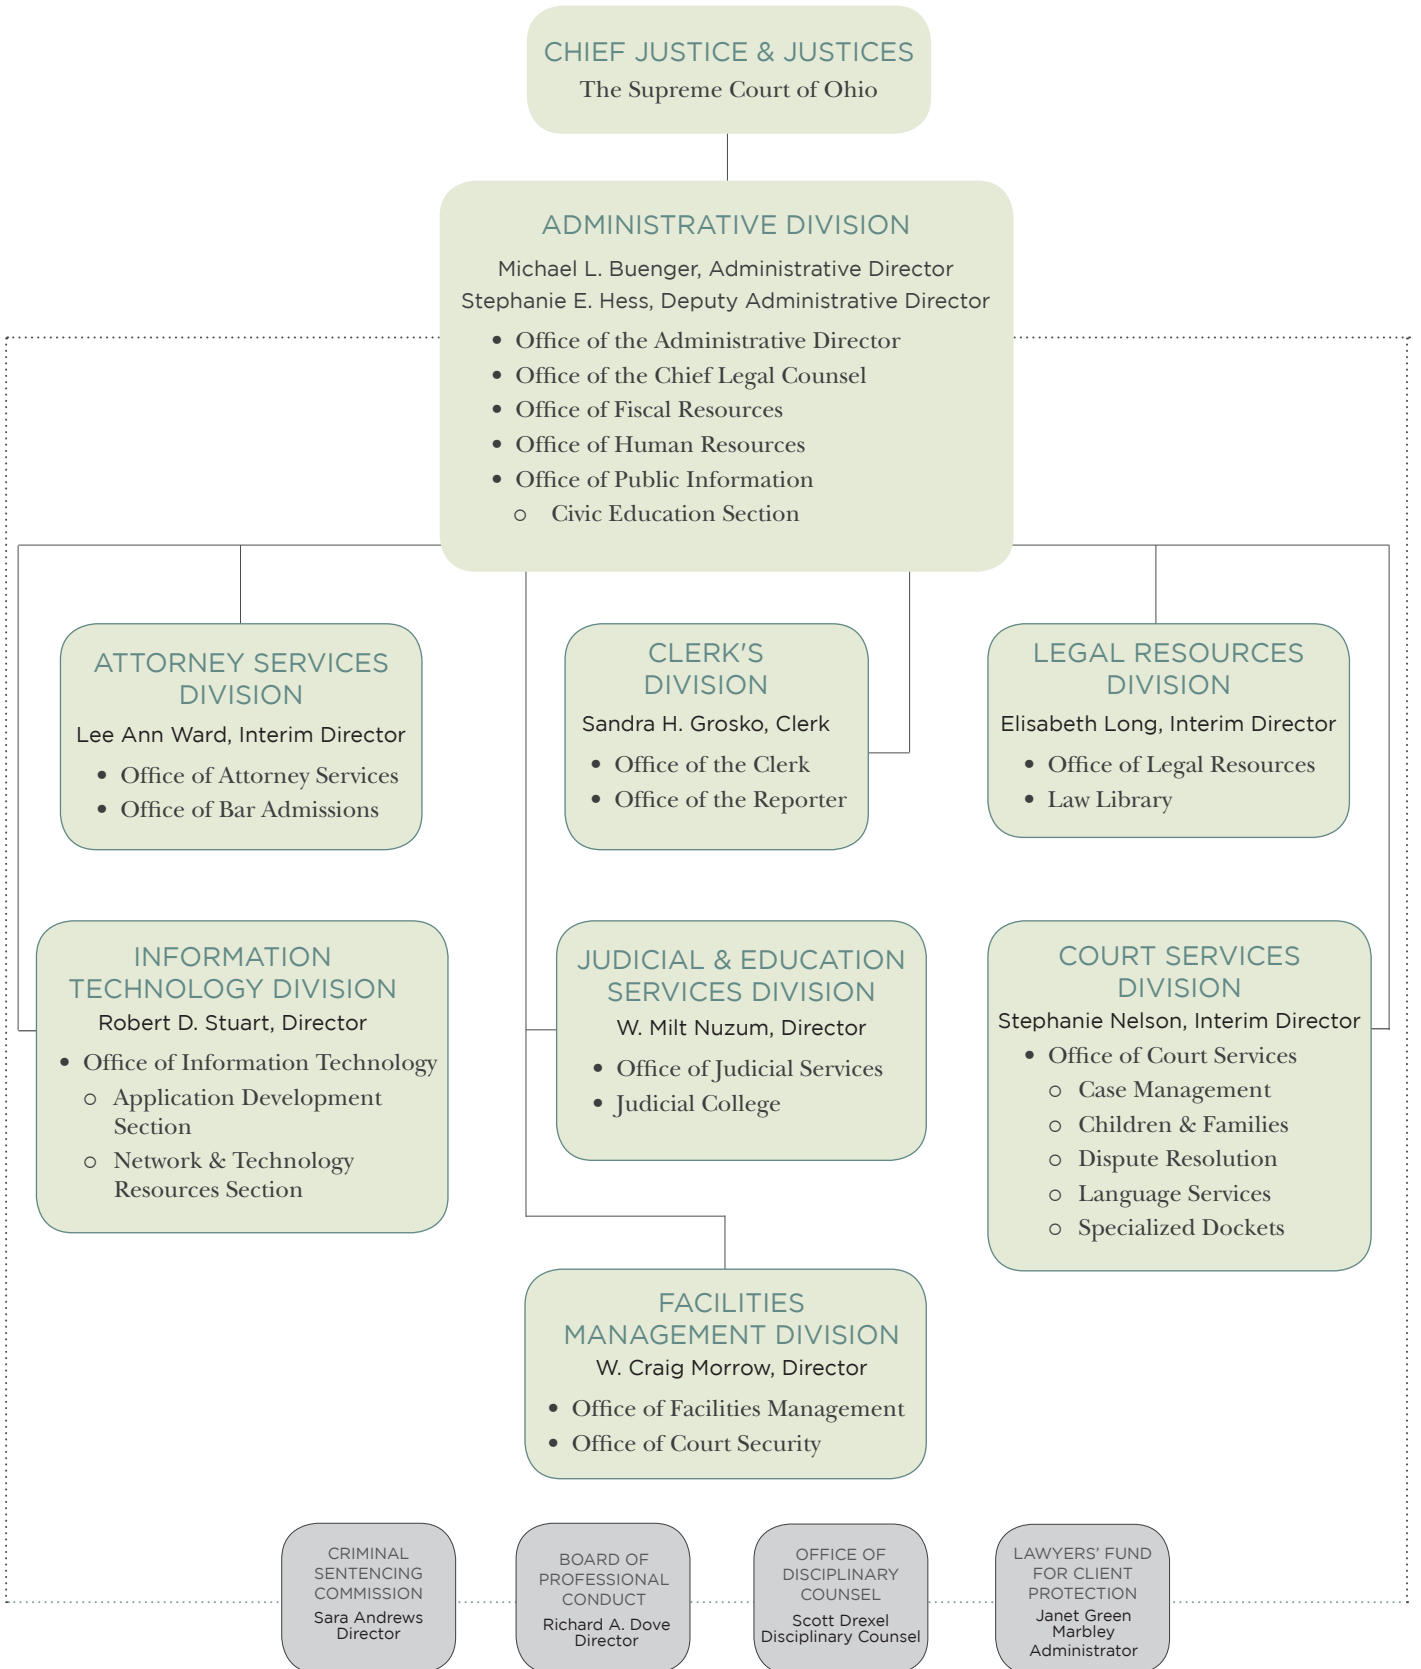 CHIEF JUSTICE & JUSTICES
The Supreme Court of Ohio
ADMINISTRATIVE DIVISION
Michael L. Buenger, Administrative Director
Stephanie E. Hess, Deputy Administrative Director
• Office of the Administrative Director
• Office of the Chief Legal Counsel
• Office of Fiscal Resources
• Office of Human Resources
• Office of Public Information
o Civic Education Section
ATTORNEY SERVICES
DIVISION
Lee Ann Ward, Interim Director
• Office of Attorney Services
• Office of Bar Admissions
CLERK'S
DIVISION
Sandra H. Grosko, Clerk
• Office of the Clerk
• Office of the Reporter
LEGAL RESOURCES
DIVISION
Elisabeth Long, Interim Director
• Office of Legal Resources
• Law Library
INFORMATION
TECHNOLOGY DIVISION
Robert D. Stuart, Director
• Office of Information Technology
o Application Development
Section
o Network & Technology
Resources Section
JUDICIAL & EDUCATION
SERVICES DIVISION
W. Milt Nuzum, Director
• Office of Judicial Services
• Judicial College
COURT SERVICES
DIVISION
Stephanie Nelson, Interim Director
• Office of Court Services
o Case Management
o Children & Families
o Dispute Resolution
o Language Services
o Specialized Dockets
FACILITIES
MANAGEMENT DIVISION
W. Craig Morrow, Director
• Office of Facilities Management
• Office of Court Security
CRIMINAL
SENTENCING
COMMISSION
Sara Andrews
Director
BOARD OF
PROFESSIONAL
CONDUCT
Richard A. Dove
Director
OFFICE OF
DISCIPLINARY
COUNSEL
Scott Drexel
Disciplinary Counsel
LAWYERS' FUND
FOR CLIENT
PROTECTION
Janet Green
Marbley
Administrator